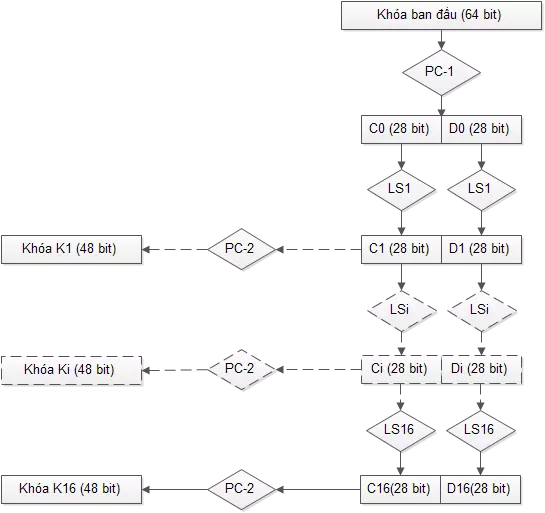 Khóa ban đầu (64 bit)
PC-1
C0 (28 bit) D0 (28 bit)
LS1 LS1
Khóa K1 (48 bit) PC-2 C1 (28 bit) D1 (28 bit)
LSi LSi
Khóa Ki (48 bit) PC-2 Ci (28 bit) Di (28 bit)
LS16 LS16
Khóa K16 (48 bit) PC-2 C16(28 bit) D16(28 bit)